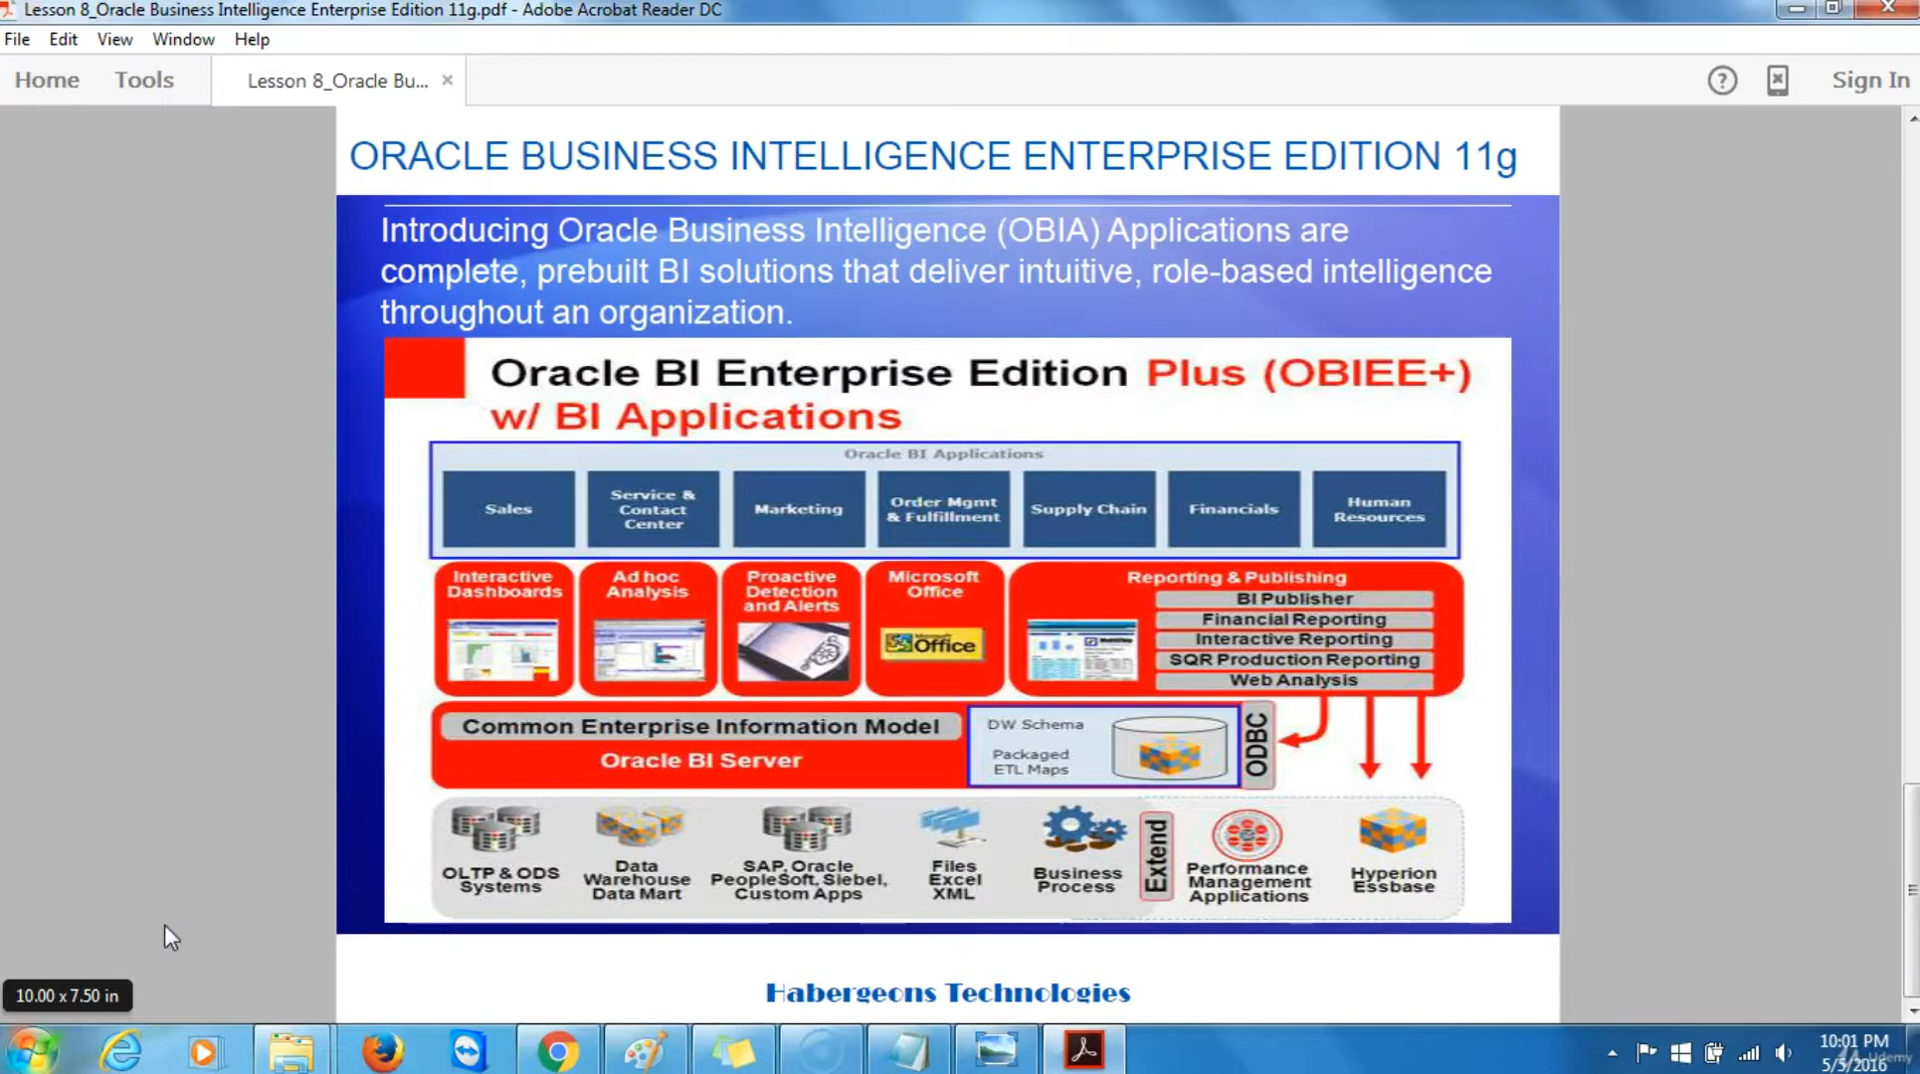 Lesson 8_Oracle Business Intelligence Enterprise Edition 11g.pdf - Adobe Acrobat Reader DC
File Edit View Window Help
Home Tools Lesson 8_Oracle Bu... × ? Sign In
ORACLE BUSINESS INTELLIGENCE ENTERPRISE EDITION 11g
Introducing Oracle Business Intelligence (OBIA) Applications are
complete, prebuilt BI solutions that deliver intuitive, role-based intelligence
throughout an organization.
Oracle BI Enterprise Edition Plus (OBIEE+)
w/ BI Applications
Oracle BI Applications
Sales
Service &
Contact
Center
Marketing
Order Mgmt
& Fulfillment
Supply Chain
Financials
Human
Resources
Interactive
Dashboards
Ad hoc
Analysis
Proactive
Detection
and Alerts
Microsoft
Office
Office
Reporting & Publishing
BI Publisher
Financial Reporting
Interactive Reporting
SQR Production Reporting
Web Analysis
Common Enterprise Information Model
Oracle BI Server
DW Schema
Packaged
ETL Maps
ODBC
OLTP & ODS
Systems
Data
Warehouse
Data Mart
SAP, Oracle
PeopleSoft, Siebel,
Custom Apps
Files
Excel
XML
Business
Process
Extend
Performance
Management
Applications
Hyperion
Essbase
Habergeons Technologies
10.00 x 7.50 in
10:01 PM
5/5/2016
Udemy